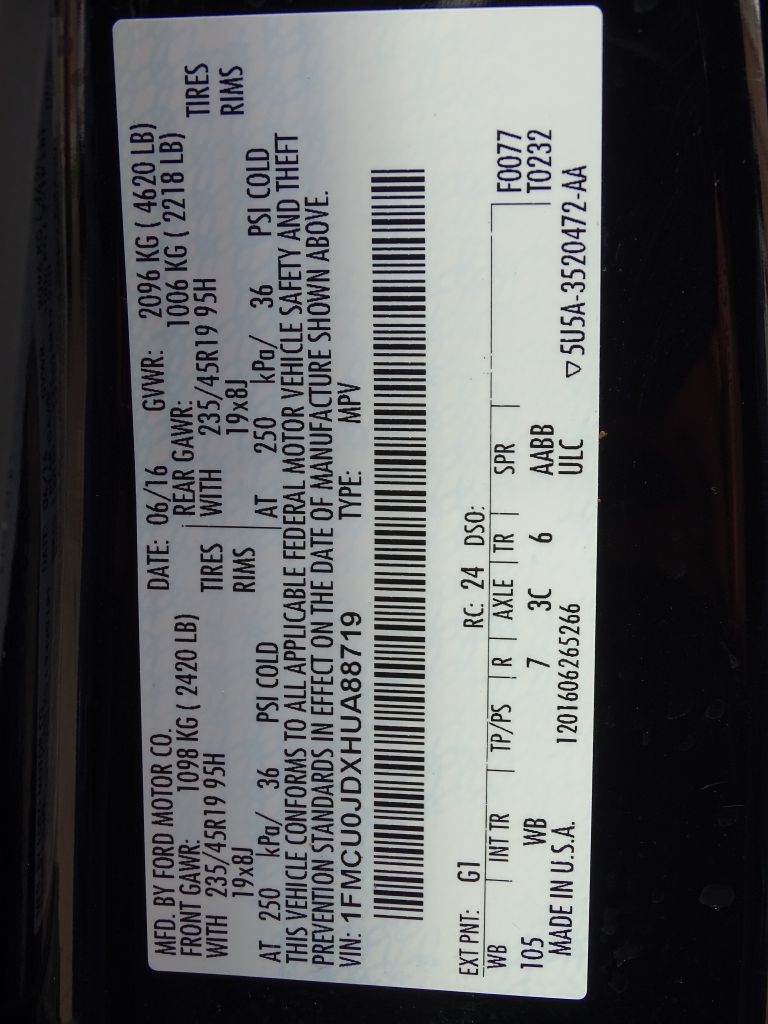 MFD. BY FORD MOTOR CO. DATE: 06/16 GVWR: 2096 KG ( 4620 LB)
FRONT GAWR: 1098 KG ( 2420 LB) REAR GAWR: 1006 KG ( 2218 LB)
WITH 235/45R19 95H TIRES WITH 235/45R19 95H TIRES
19x8J RIMS 19x8J RIMS
AT 250 kPa/ 36 PSI COLD AT 250 kPa/ 36 PSI COLD
THIS VEHICLE CONFORMS TO ALL APPLICABLE FEDERAL MOTOR VEHICLE SAFETY AND THEFT
PREVENTION STANDARDS IN EFFECT ON THE DATE OF MANUFACTURE SHOWN ABOVE.
VIN: 1FMCU0JDXHUA88719 TYPE: MPV
EXT PNT: G1 RC: 24 DSO:
WB INT TR TP/PS R AXLE TR SPR F0077
105 WB 7 3C 6 AABB T0232
MADE IN U.S.A. 1201606265266 ULC ▽5U5A-3520472-AA